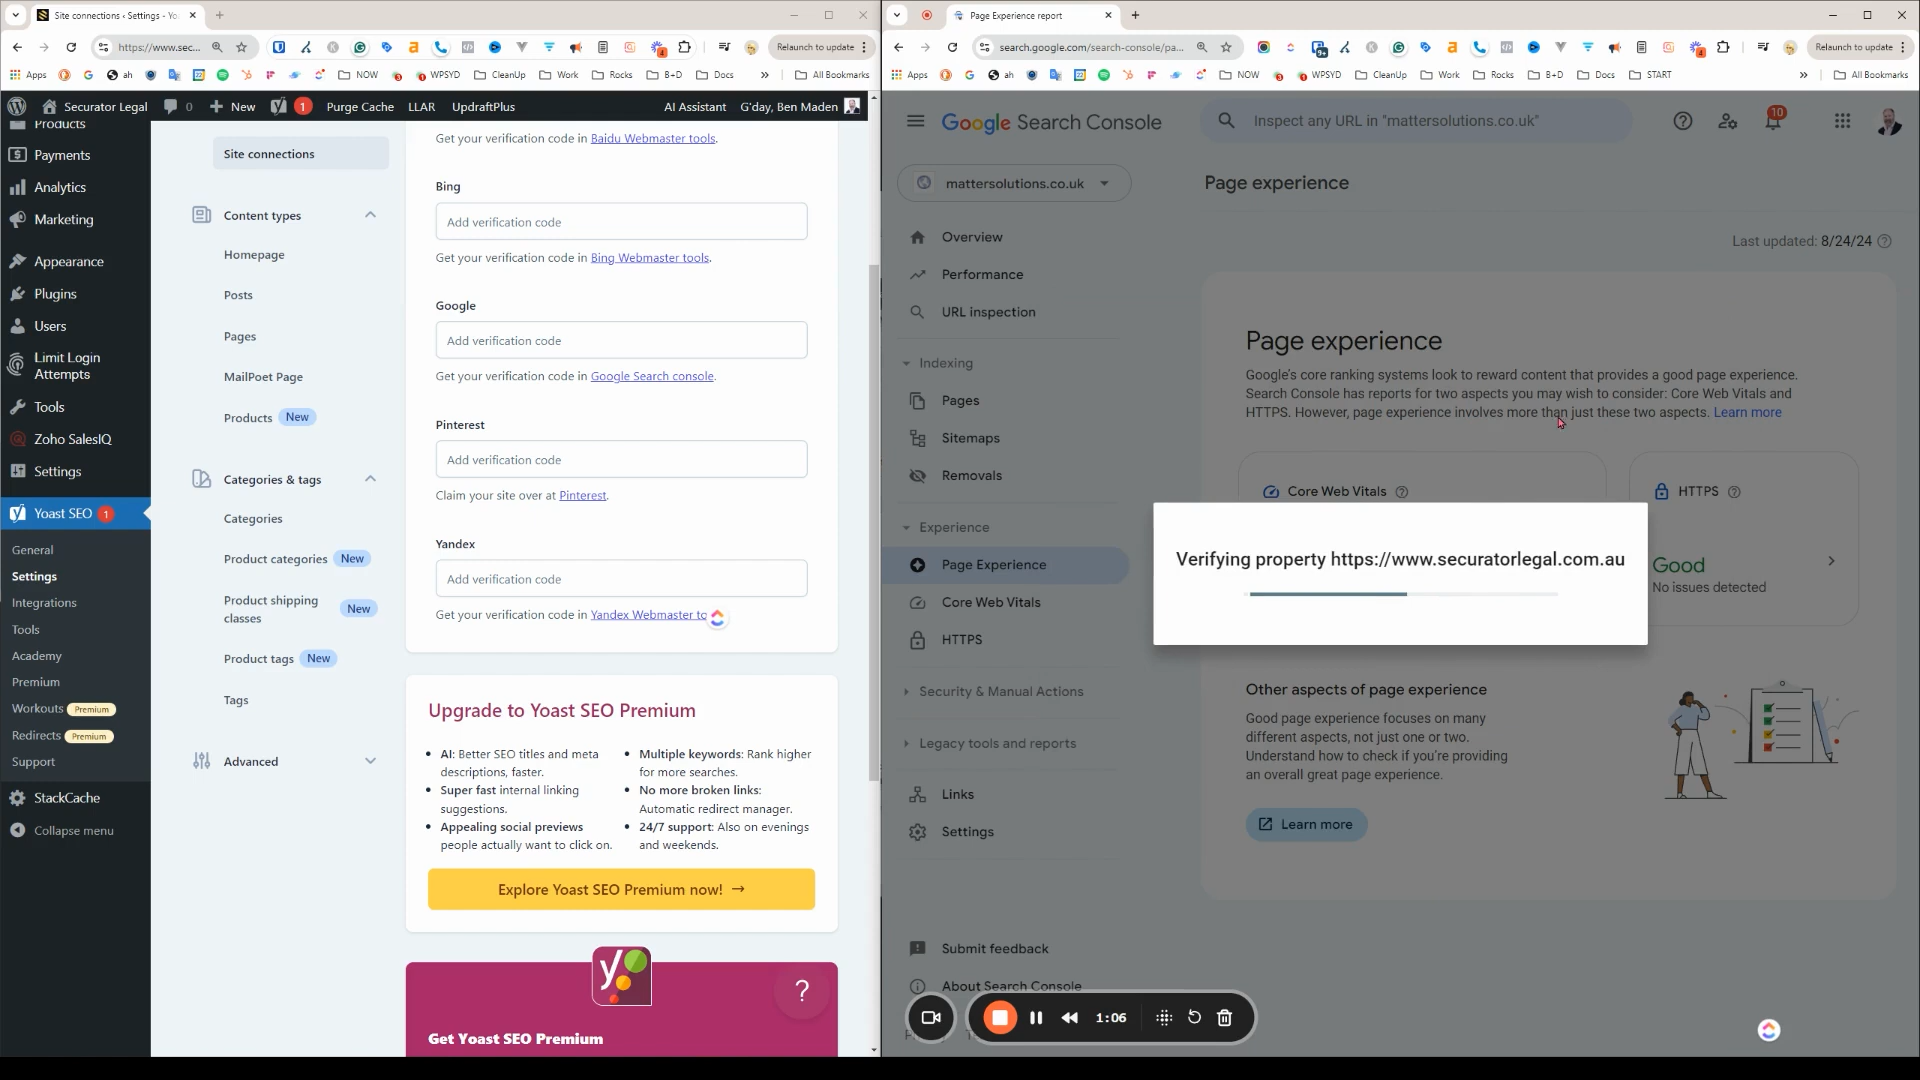 Site connections ‹ Settings - Yo
https://www.sec...
Relaunch to update
Apps
G
ah
NOW
WPSYD
CleanUp
Work
Rocks
B+D
Docs
»
All Bookmarks
Securator Legal
0
New
1
Purge Cache
LLAR
UpdraftPlus
AI Assistant
G'day, Ben Maden
Products
Payments
Analytics
Marketing
Appearance
Plugins
Users
Limit Login
Attempts
Tools
Zoho SalesIQ
Settings
Yoast SEO 1
General
Settings
Integrations
Tools
Academy
Premium
Workouts Premium
Redirects Premium
Support
StackCache
Collapse menu
Site connections
Content types
Homepage
Posts
Pages
MailPoet Page
Products New
Categories & tags
Categories
Product categories New
Product shipping
classes
New
Product tags New
Tags
Advanced
Get your verification code in Baidu Webmaster tools.
Bing
Add verification code
Get your verification code in Bing Webmaster tools.
Google
Add verification code
Get your verification code in Google Search console.
Pinterest
Add verification code
Claim your site over at Pinterest.
Yandex
Add verification code
Get your verification code in Yandex Webmaster to
Upgrade to Yoast SEO Premium
• AI: Better SEO titles and meta
descriptions, faster.
• Super fast internal linking
suggestions.
• Appealing social previews
people actually want to click on.
• Multiple keywords: Rank higher
for more searches.
• No more broken links:
Automatic redirect manager.
• 24/7 support: Also on evenings
and weekends.
Explore Yoast SEO Premium now! →
y
?
Get Yoast SEO Premium
Page Experience report
search.google.com/search-console/pa...
Relaunch to update
Apps
G
ah
NOW
WPSYD
CleanUp
Work
Rocks
B+D
Docs
START
»
All Bookmarks
Google Search Console
Inspect any URL in "mattersolutions.co.uk"
10
mattersolutions.co.uk
Page experience
Last updated: 8/24/24
Overview
Performance
URL inspection
Indexing
Pages
Sitemaps
Removals
Experience
Page Experience
Core Web Vitals
HTTPS
Security & Manual Actions
Legacy tools and reports
Links
Settings
Submit feedback
About Search Console
Page experience
Google's core ranking systems look to reward content that provides a good page experience.
Search Console has reports for two aspects you may wish to consider: Core Web Vitals and
HTTPS. However, page experience involves more than just these two aspects. Learn more
Core Web Vitals
HTTPS
Good
No issues detected
Verifying property https://www.securatorlegal.com.au
Other aspects of page experience
Good page experience focuses on many
different aspects, not just one or two.
Understand how to check if you're providing
an overall great page experience.
Learn more
1:06